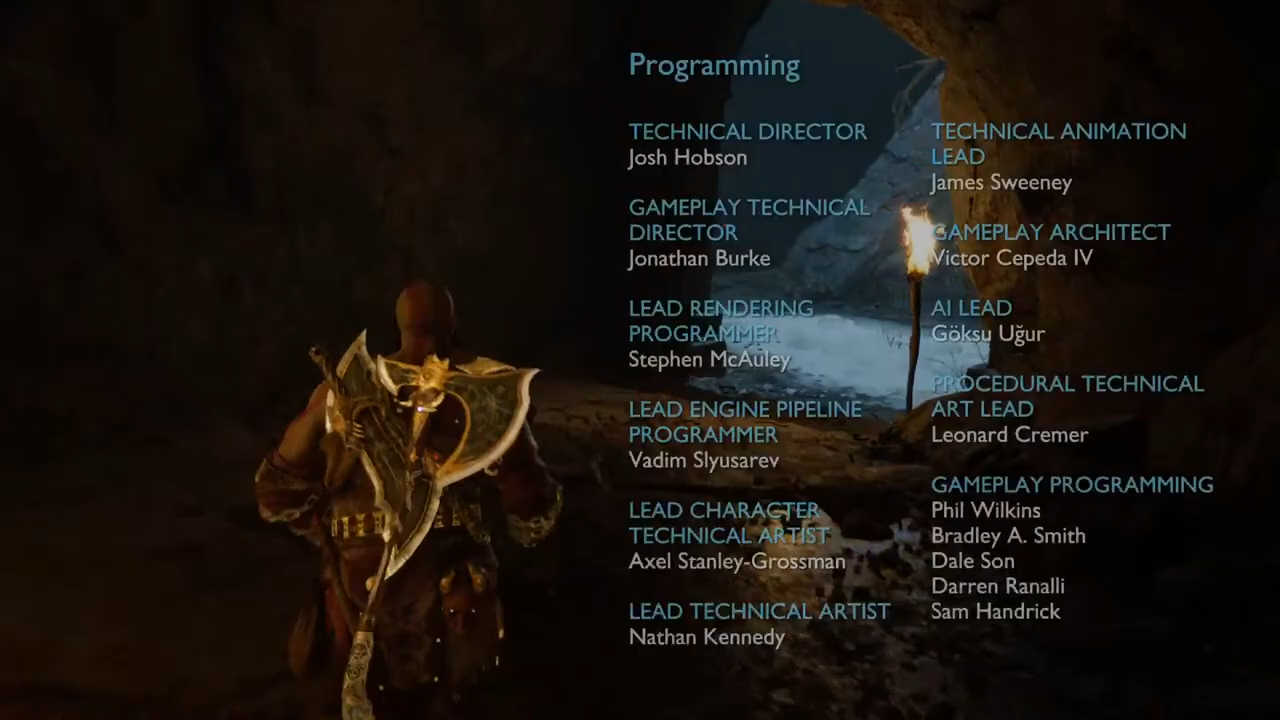 Programming
TECHNICAL DIRECTOR
Josh Hobson
GAMEPLAY TECHNICAL
DIRECTOR
Jonathan Burke
LEAD RENDERING
PROGRAMMER
Stephen McAuley
LEAD ENGINE PIPELINE
PROGRAMMER
Vadim Slyusarev
LEAD CHARACTER
TECHNICAL ARTIST
Axel Stanley-Grossman
LEAD TECHNICAL ARTIST
Nathan Kennedy
TECHNICAL ANIMATION
LEAD
James Sweeney
GAMEPLAY ARCHITECT
Victor Cepeda IV
AI LEAD
Göksu Uğur
PROCEDURAL TECHNICAL
ART LEAD
Leonard Cremer
GAMEPLAY PROGRAMMING
Phil Wilkins
Bradley A. Smith
Dale Son
Darren Ranalli
Sam Handrick